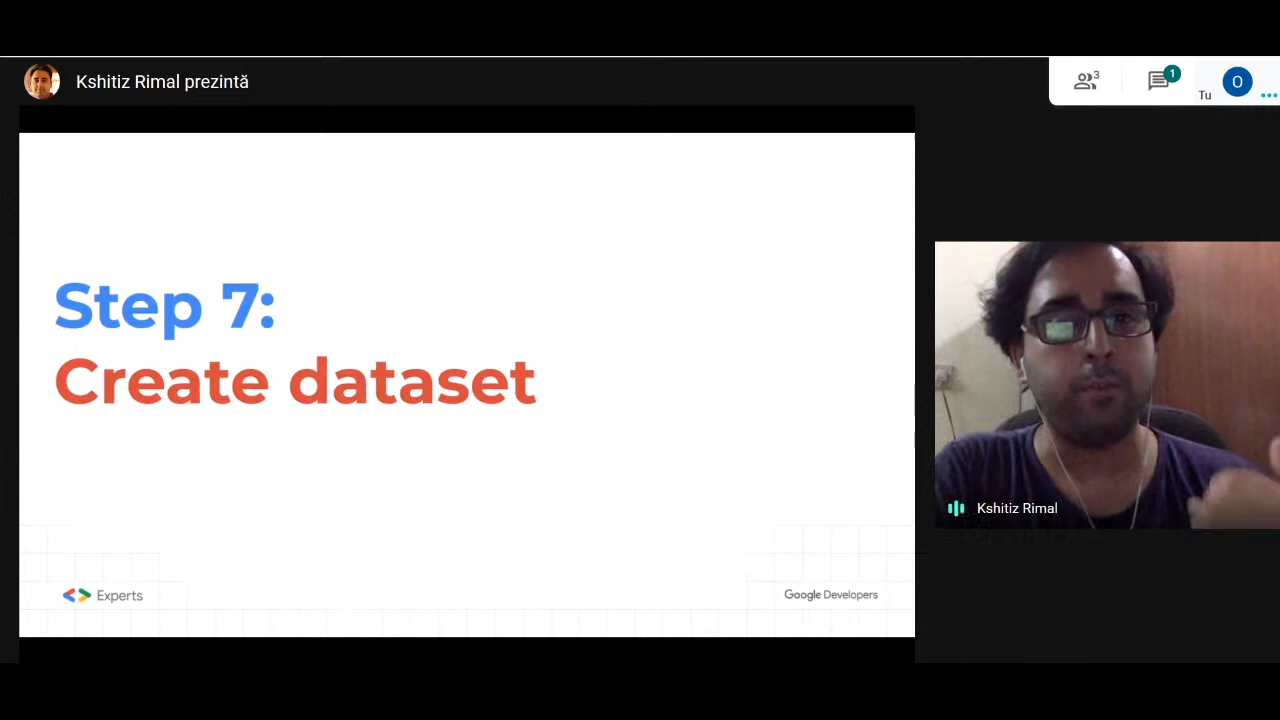 Kshitiz Rimal prezintă
3
1
Tu
O
Step 7:
Create dataset
Kshitiz Rimal
Experts
Google Developers